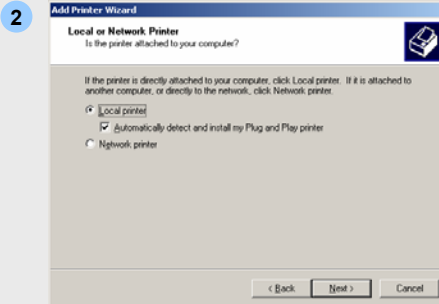 2
Add Printer Wizard
Local or Network Printer
Is the printer attached to your computer?
If the printer is directly attached to your computer, click Local printer. If it is attached to
another computer, or directly to the network, click Network printer.
Local printer
Automatically detect and install my Plug and Play printer
Network printer
< Back Next > Cancel